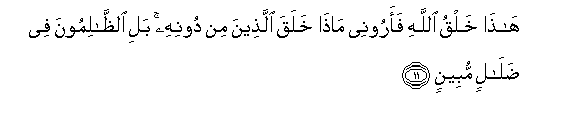 هَـٰذَا خَلْقُ ٱللَّهِ فَأَرُونِى مَاذَا خَلَقَ ٱلَّذِينَ مِن دُونِهِۦ ۚ بَلِ ٱلظَّـٰلِمُونَ فِى
ضَلَـٰلٍ مُّبِينٍ ﴿١١﴾